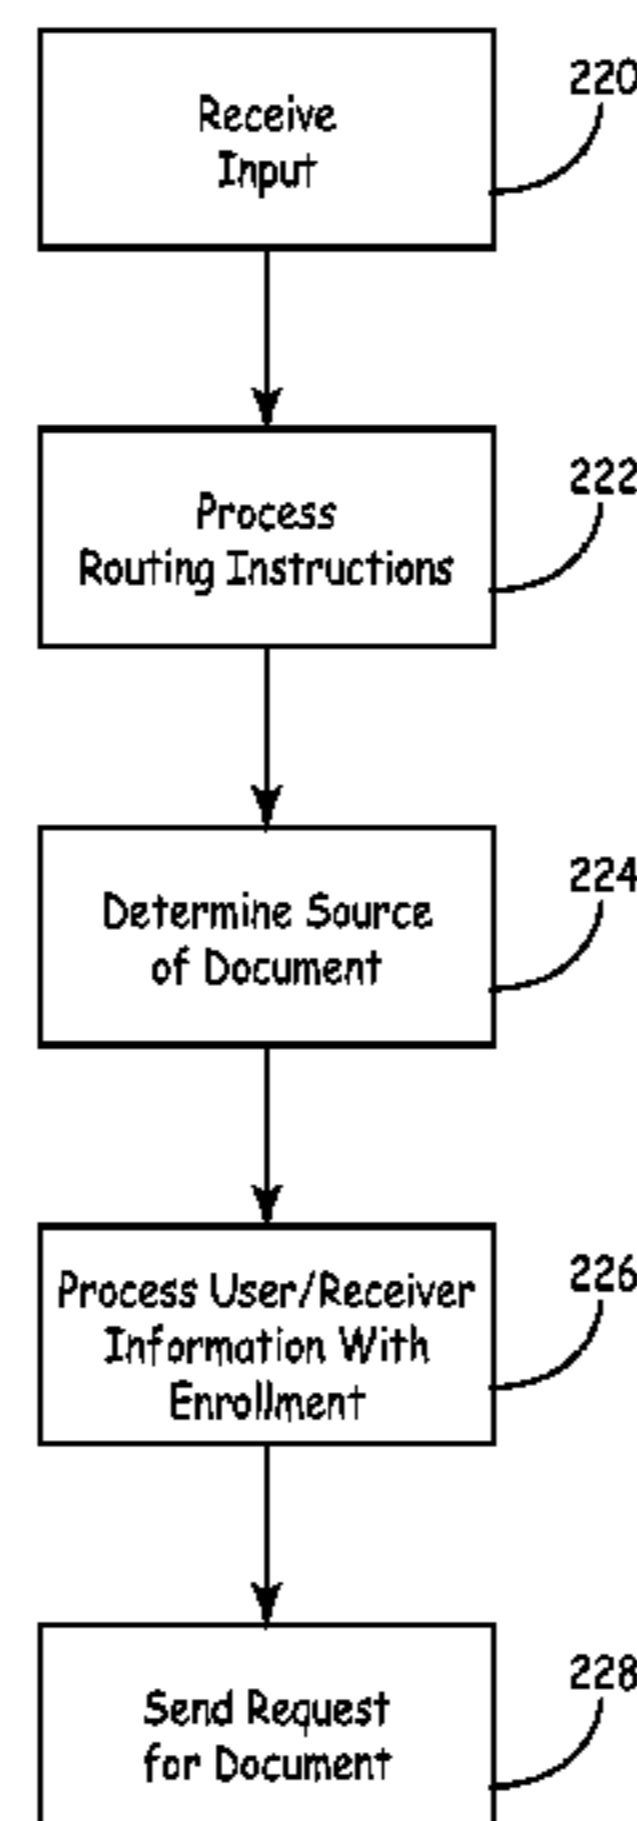 Receive
Input
220
Process
Routing Instructions
222
Determine Source
of Document
224
Process User/Receiver
Information With
Enrollment
226
Send Request
for Document
228